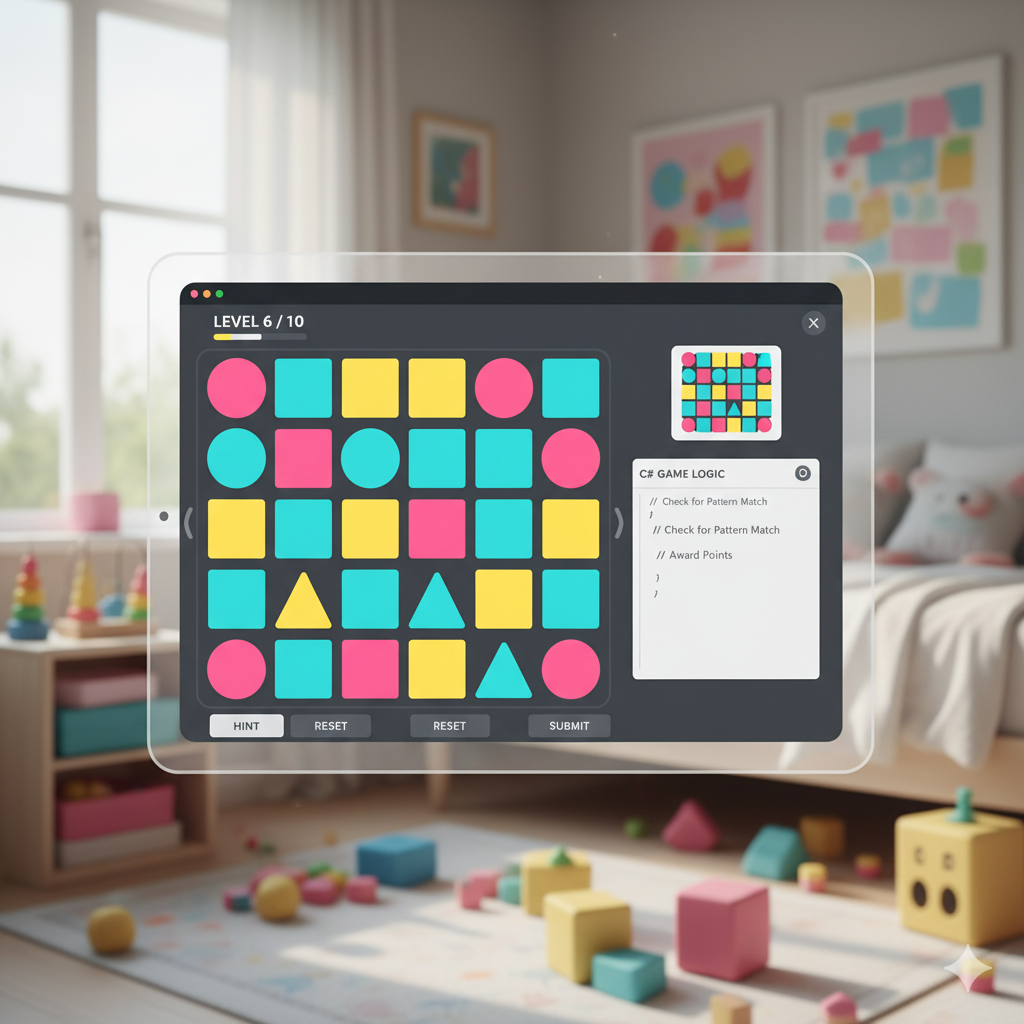 LEVEL 6 / 10
C# GAME LOGIC
// Check for Pattern Match
}
// Check for Pattern Match
// Award Points
}
}
HINT
RESET
RESET
SUBMIT